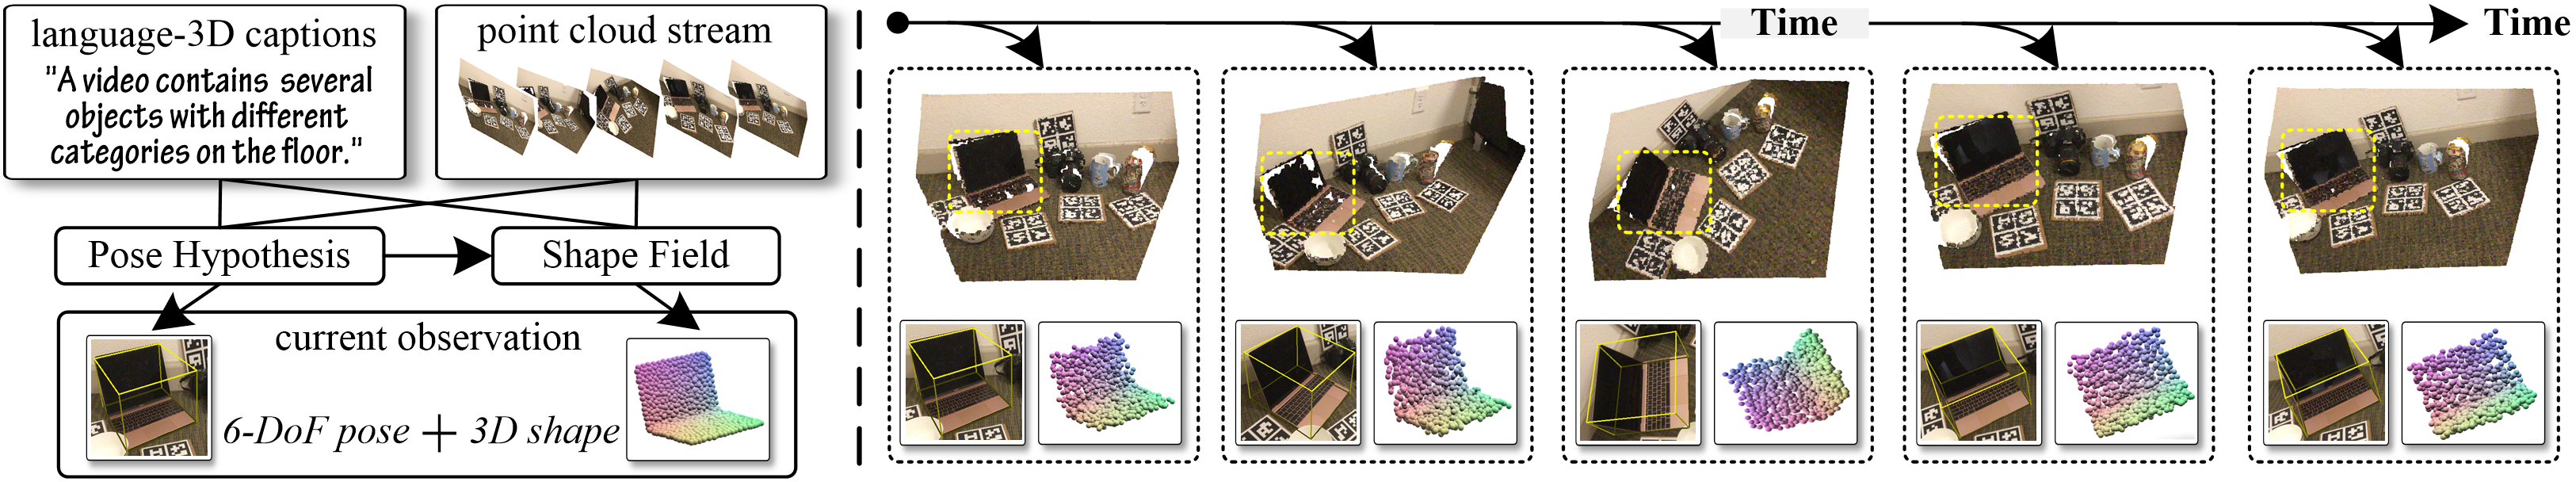 language-3D captions
"A video contains several
objects with different
categories on the floor."
point cloud stream
Pose Hypothesis
Shape Field
current observation
6-DoF pose + 3D shape
Time
Time